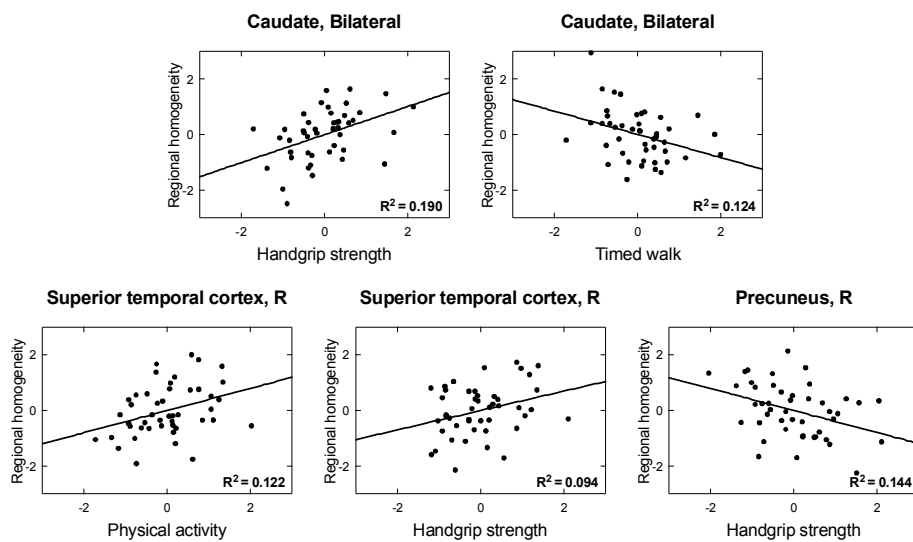 Caudate, Bilateral
Regional homogeneity
2
0
-2
-2
0
2
R² = 0.190
Handgrip strength
Caudate, Bilateral
Regional homogeneity
2
0
-2
-2
0
2
R² = 0.124
Timed walk
Superior temporal cortex, R
Regional homogeneity
2
0
-2
-2
0
2
R² = 0.122
Physical activity
Superior temporal cortex, R
Regional homogeneity
2
0
-2
-2
0
2
R² = 0.094
Handgrip strength
Precuneus, R
Regional homogeneity
2
0
-2
-2
0
2
R² = 0.144
Handgrip strength